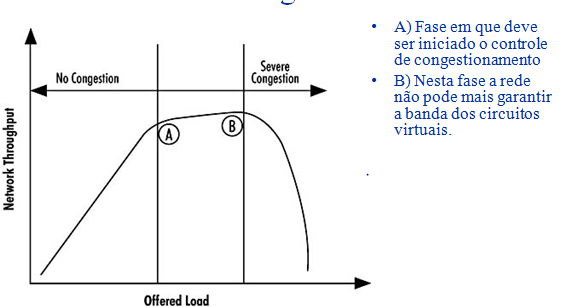 No Congestion
Severe
Congestion
A
B
Network Throughput
Offered Load
• A) Fase em que deve
ser iniciado o controle
de congestionamento
• B) Nesta fase a rede
não pode mais garantir
a banda dos circuitos
virtuais.